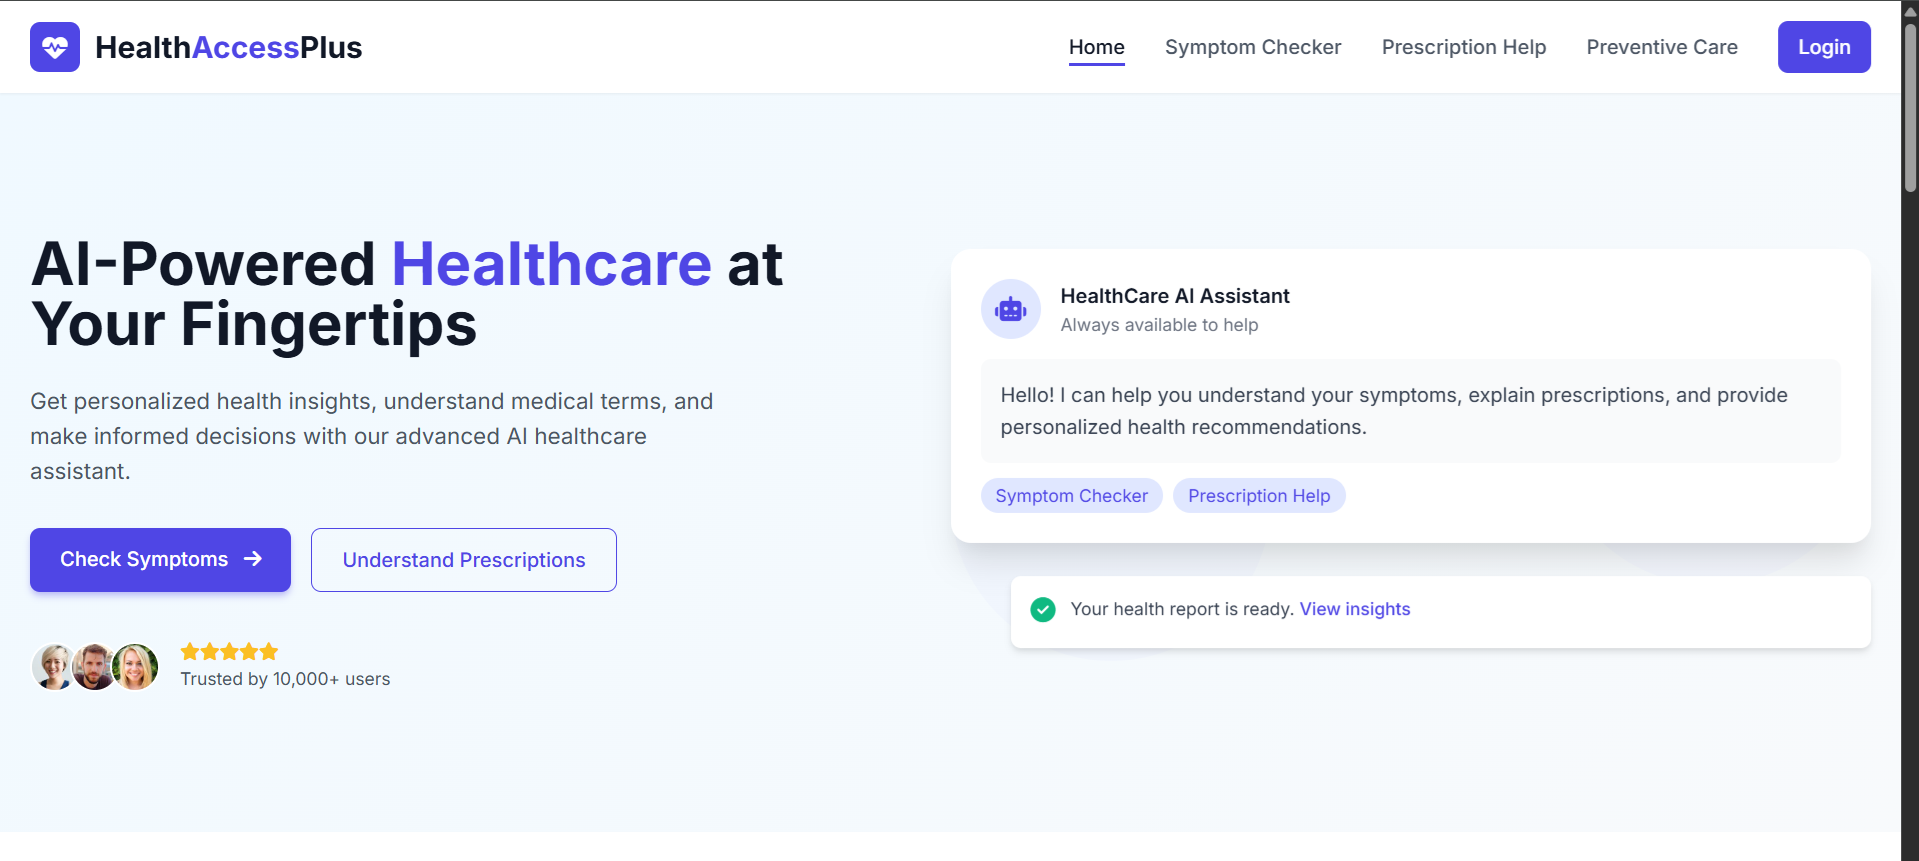 HealthAccessPlus
Home
Symptom Checker
Prescription Help
Preventive Care
Login
AI-Powered Healthcare at
Your Fingertips
Get personalized health insights, understand medical terms, and
make informed decisions with our advanced AI healthcare
assistant.
Check Symptoms
Understand Prescriptions
Trusted by 10,000+ users
HealthCare AI Assistant
Always available to help
Hello! I can help you understand your symptoms, explain prescriptions, and provide
personalized health recommendations.
Symptom Checker
Prescription Help
Your health report is ready. View insights